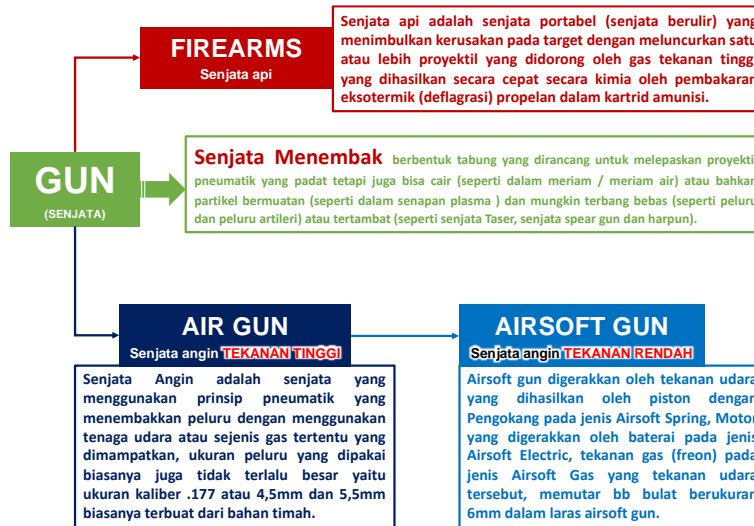 FIREARMS
Senjata api
Senjata api adalah senjata portabel (senjata berulir) yang
menimbulkan kerusakan pada target dengan meluncurkan satu
atau lebih proyektil yang didorong oleh gas tekanan tinggi
yang dihasilkan secara cepat secara kimia oleh pembakaran
eksotermik (deflagrasi) propelan dalam kartrid amunisi.
GUN
(SENJATA)
Senjata Menembak berbentuk tabung yang dirancang untuk melepaskan proyektil
pneumatik yang padat tetapi juga bisa cair (seperti dalam meriam / meriam air) atau bahkan
partikel bermuatan (seperti dalam senapan plasma ) dan mungkin terbang bebas (seperti peluru
dan peluru artileri) atau tertambat (seperti senjata Taser, senjata spear gun dan harpun).
AIR GUN
Senjata angin TEKANAN TINGGI
Senjata Angin adalah senjata yang
menggunakan prinsip pneumatik yang
menembakkan peluru dengan menggunakan
tenaga udara atau sejenis gas tertentu yang
dimampatkan, ukuran peluru yang dipakai
biasanya juga tidak terlalu besar yaitu
ukuran kaliber .177 atau 4,5mm dan 5,5mm
biasanya terbuat dari bahan timah.
AIRSOFT GUN
Senjata angin TEKANAN RENDAH
Airsoft gun digerakkan oleh tekanan udara
yang dihasilkan oleh piston dengan
Pengokang pada jenis Airsoft Spring, Motor
yang digerakkan oleh baterai pada jenis
Airsoft Electric, tekanan gas (freon) pada
jenis Airsoft Gas yang tekanan udara
tersebut, memutar bb bulat berukuran
6mm dalam laras airsoft gun.